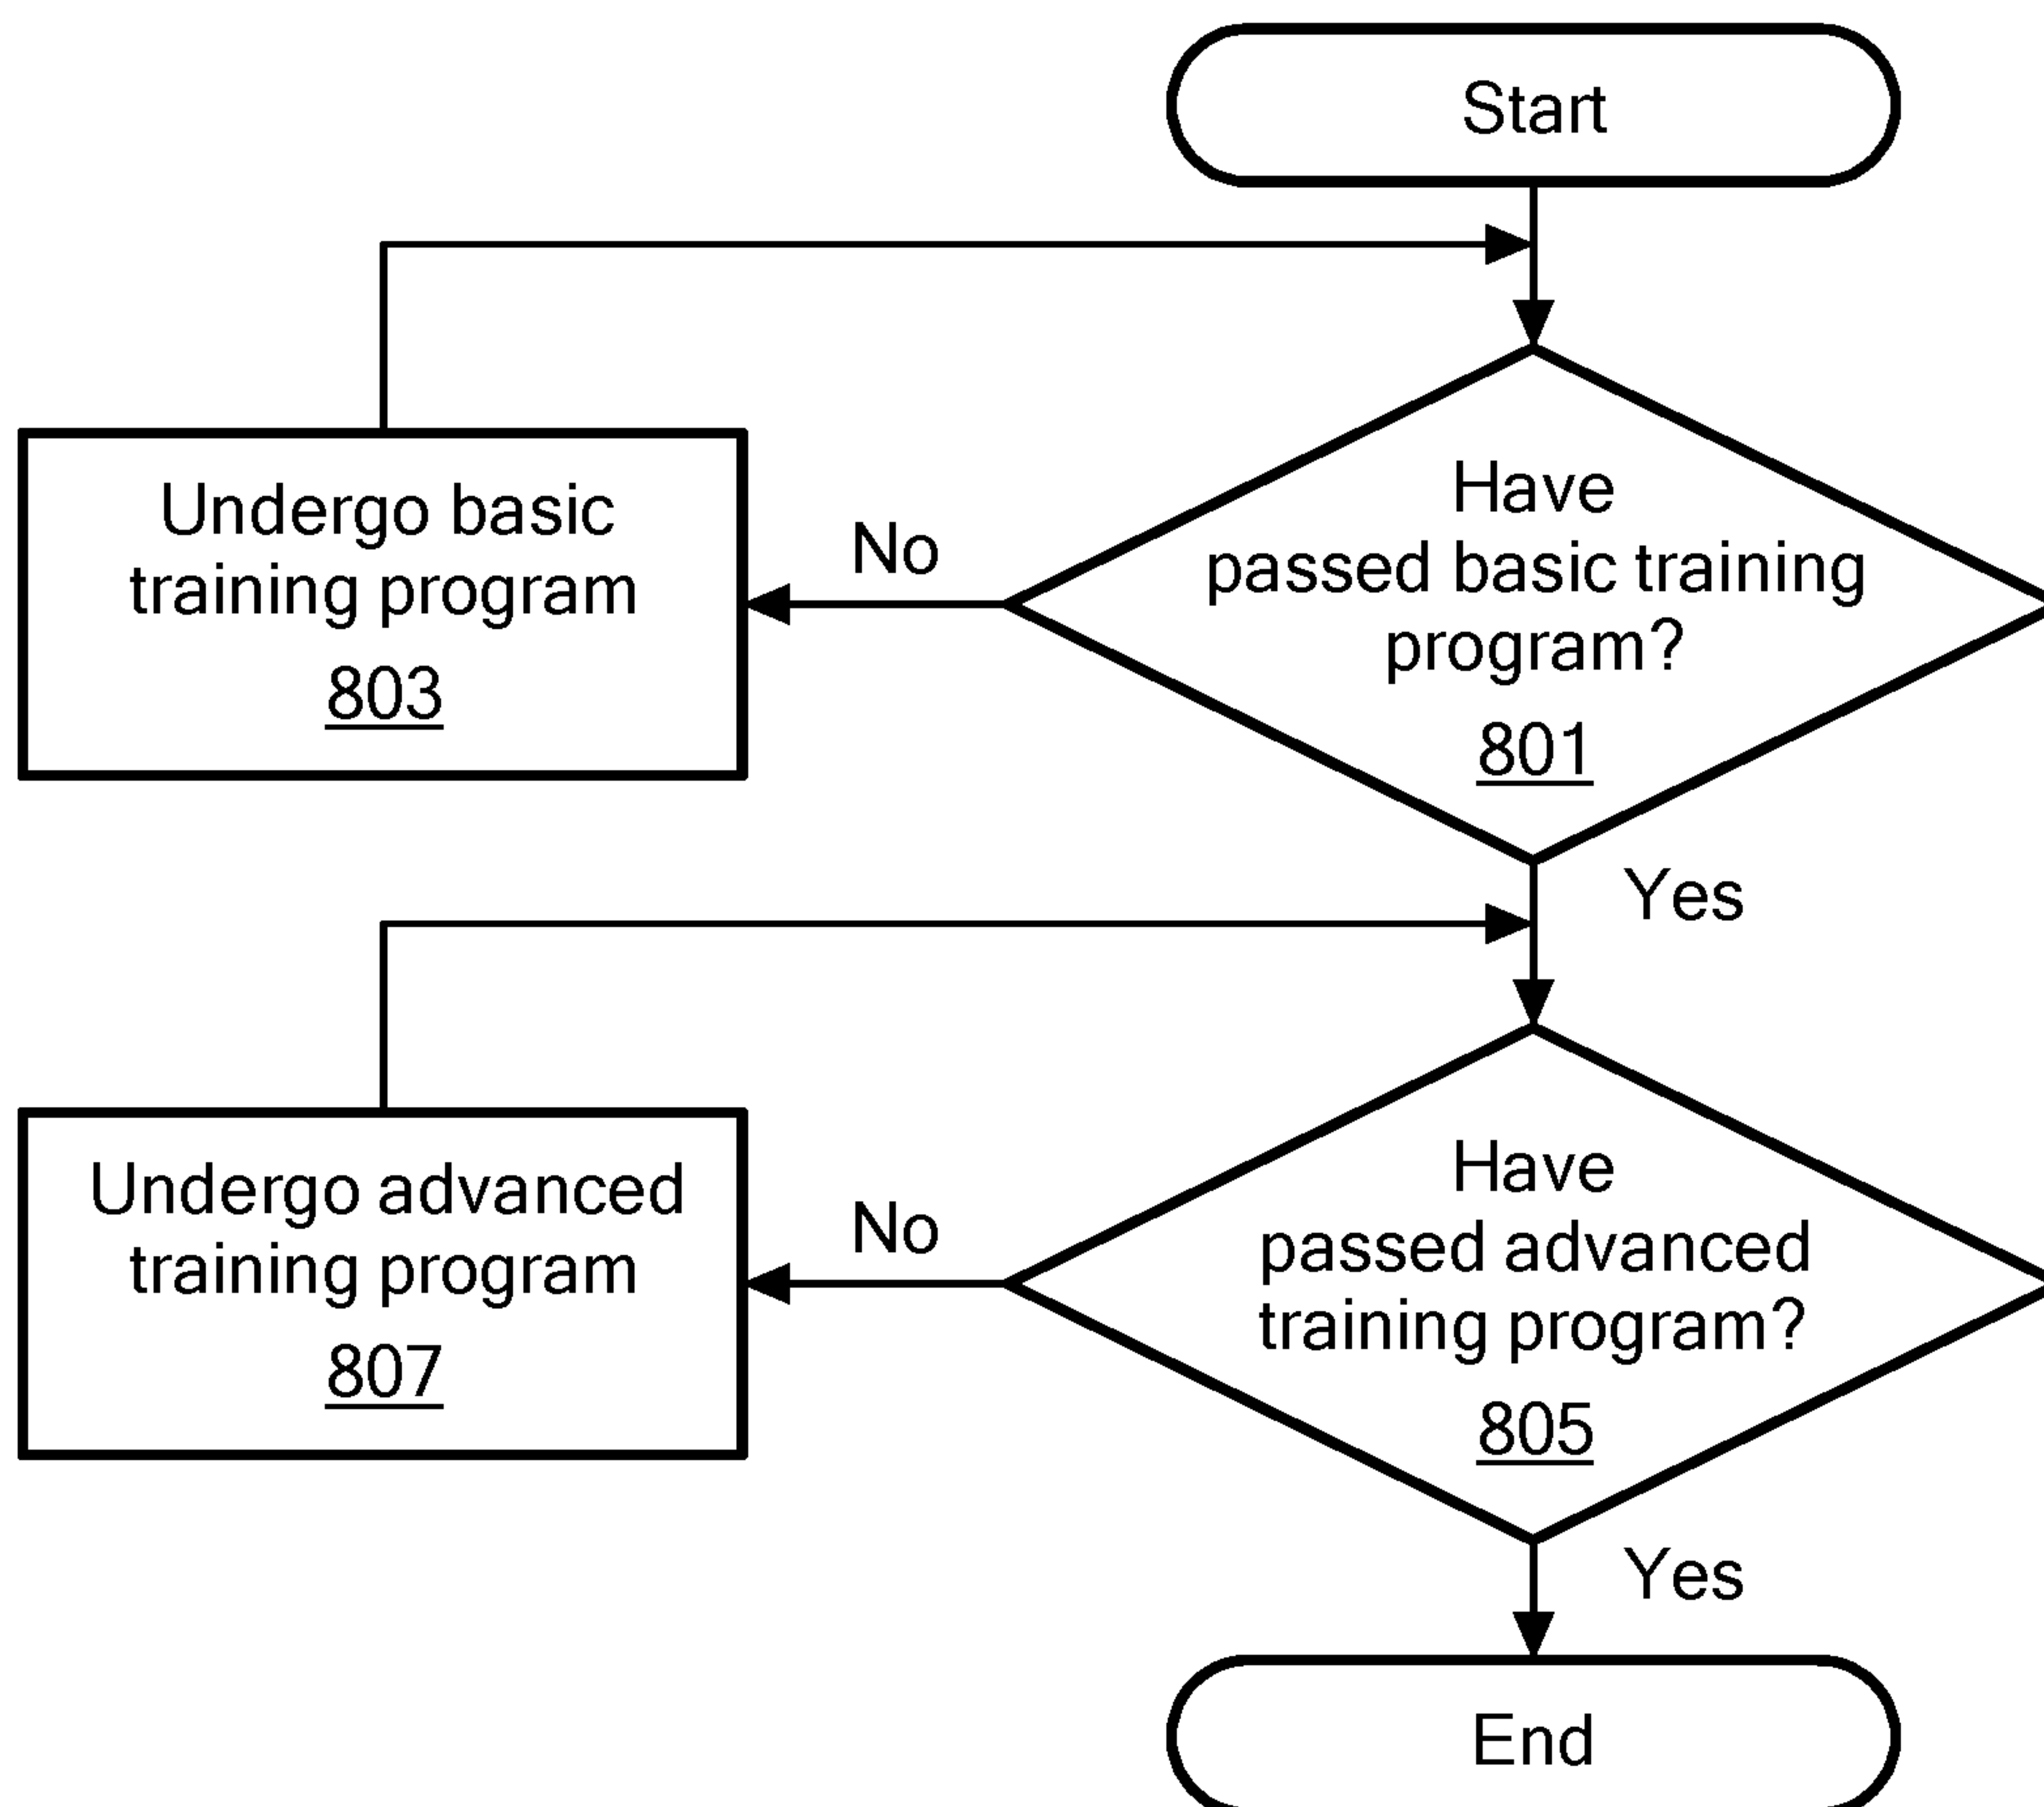 Start
Have
passed basic training
program?
801
No
Undergo basic
training program
803
Yes
Have
passed advanced
training program?
805
No
Undergo advanced
training program
807
Yes
End